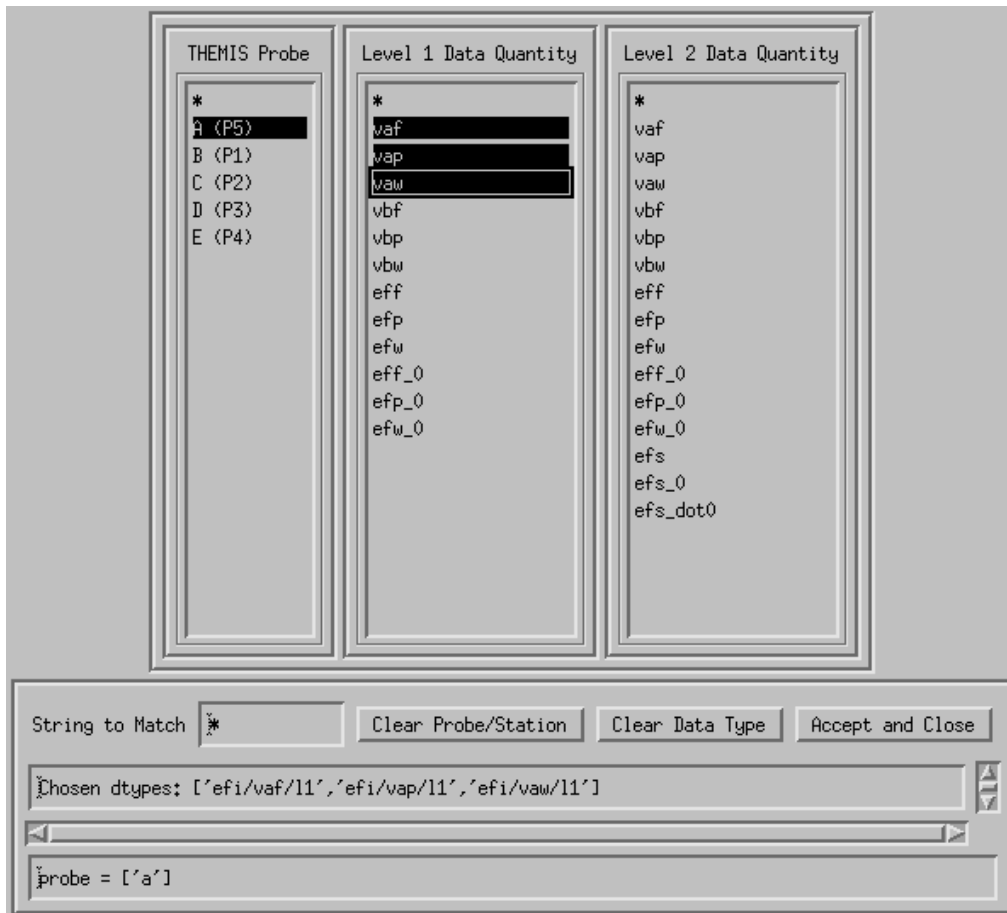 THEMIS Probe
*
A (P5)
B (P1)
C (P2)
D (P3)
E (P4)
Level 1 Data Quantity
*
vaf
vap
vaw
vbf
vbp
vbw
eff
efp
efw
eff_0
efp_0
efw_0
Level 2 Data Quantity
*
vaf
vap
vaw
vbf
vbp
vbw
eff
efp
efw
eff_0
efp_0
efw_0
efs
efs_0
efs_dot0
String to Match *
Clear Probe/Station
Clear Data Type
Accept and Close
Chosen dtypes: ['efi/vaf/l1','efi/vap/l1','efi/vaw/l1']
probe = ['a']